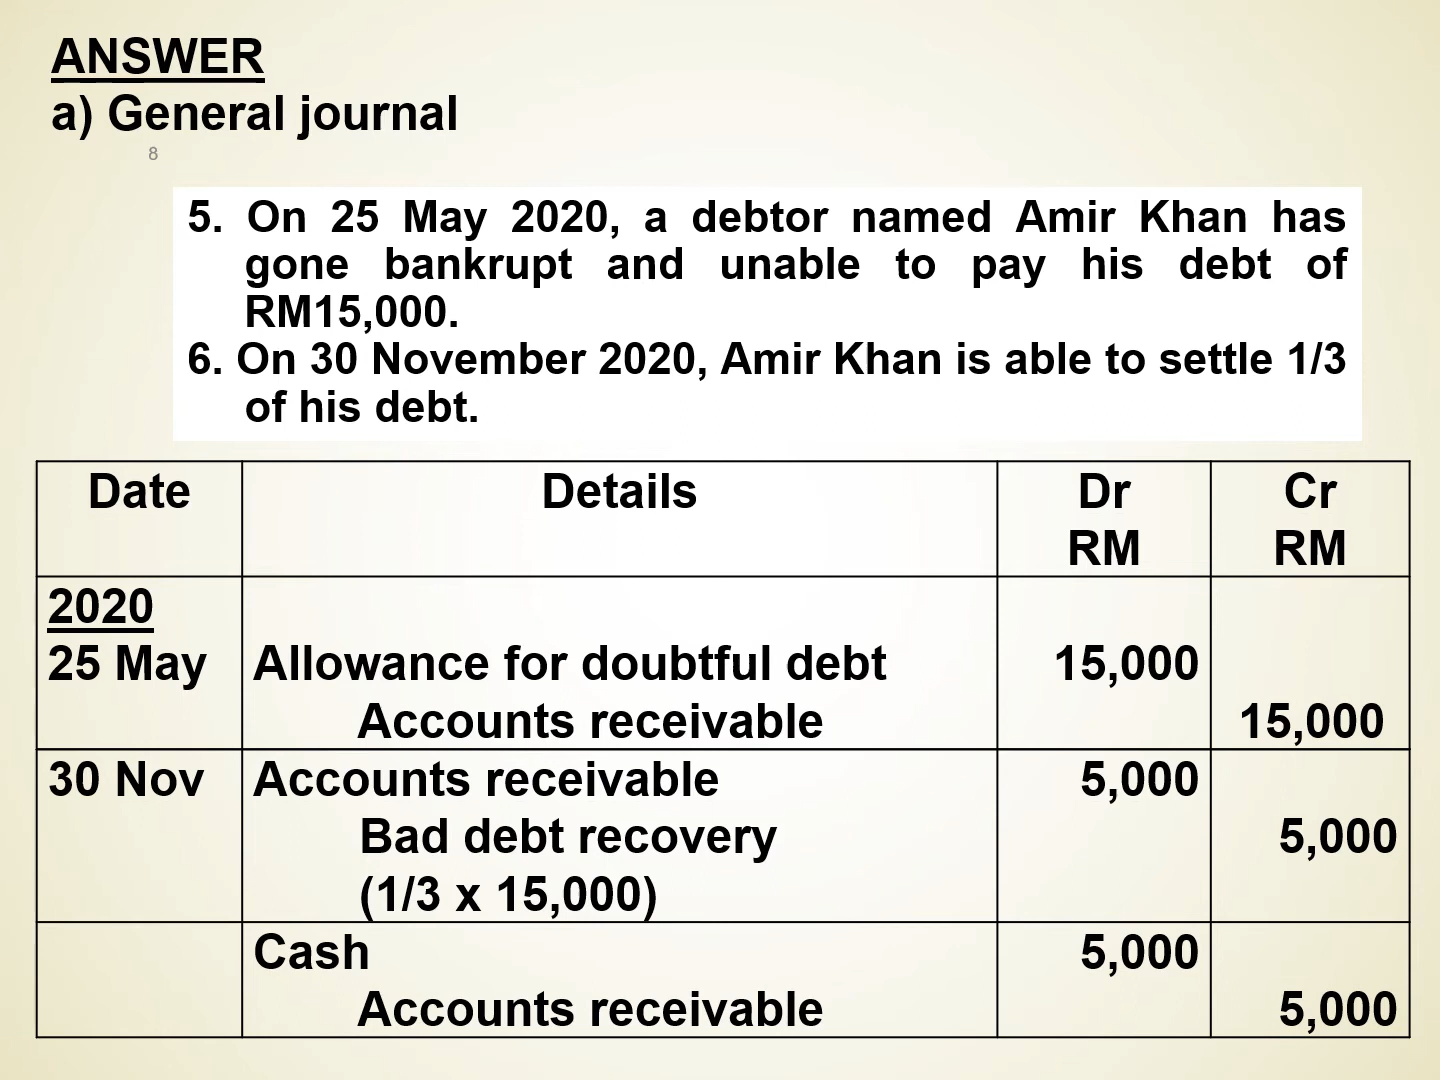 ANSWER
a) General journal
8
5. On 25 May 2020, a debtor named Amir Khan has
gone bankrupt and unable to pay his debt of
RM15,000.
6. On 30 November 2020, Amir Khan is able to settle 1/3
of his debt.
Date Details Dr Cr
RM RM
2020
25 May Allowance for doubtful debt 15,000
Accounts receivable 15,000
30 Nov Accounts receivable 5,000
Bad debt recovery 5,000
(1/3 x 15,000)
Cash 5,000
Accounts receivable 5,000